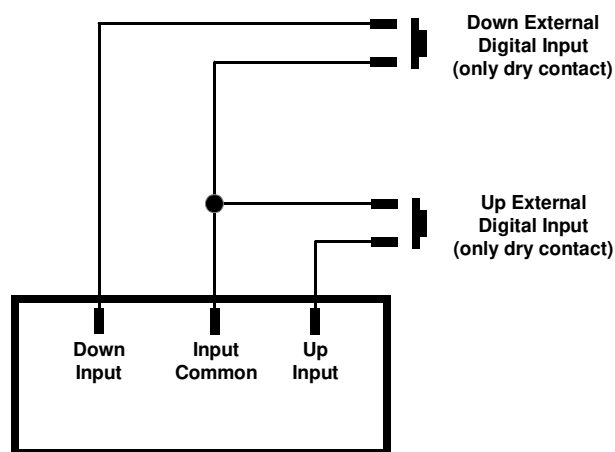 Down External
Digital Input
(only dry contact)
Up External
Digital Input
(only dry contact)
Down
Input
Input
Common
Up
Input